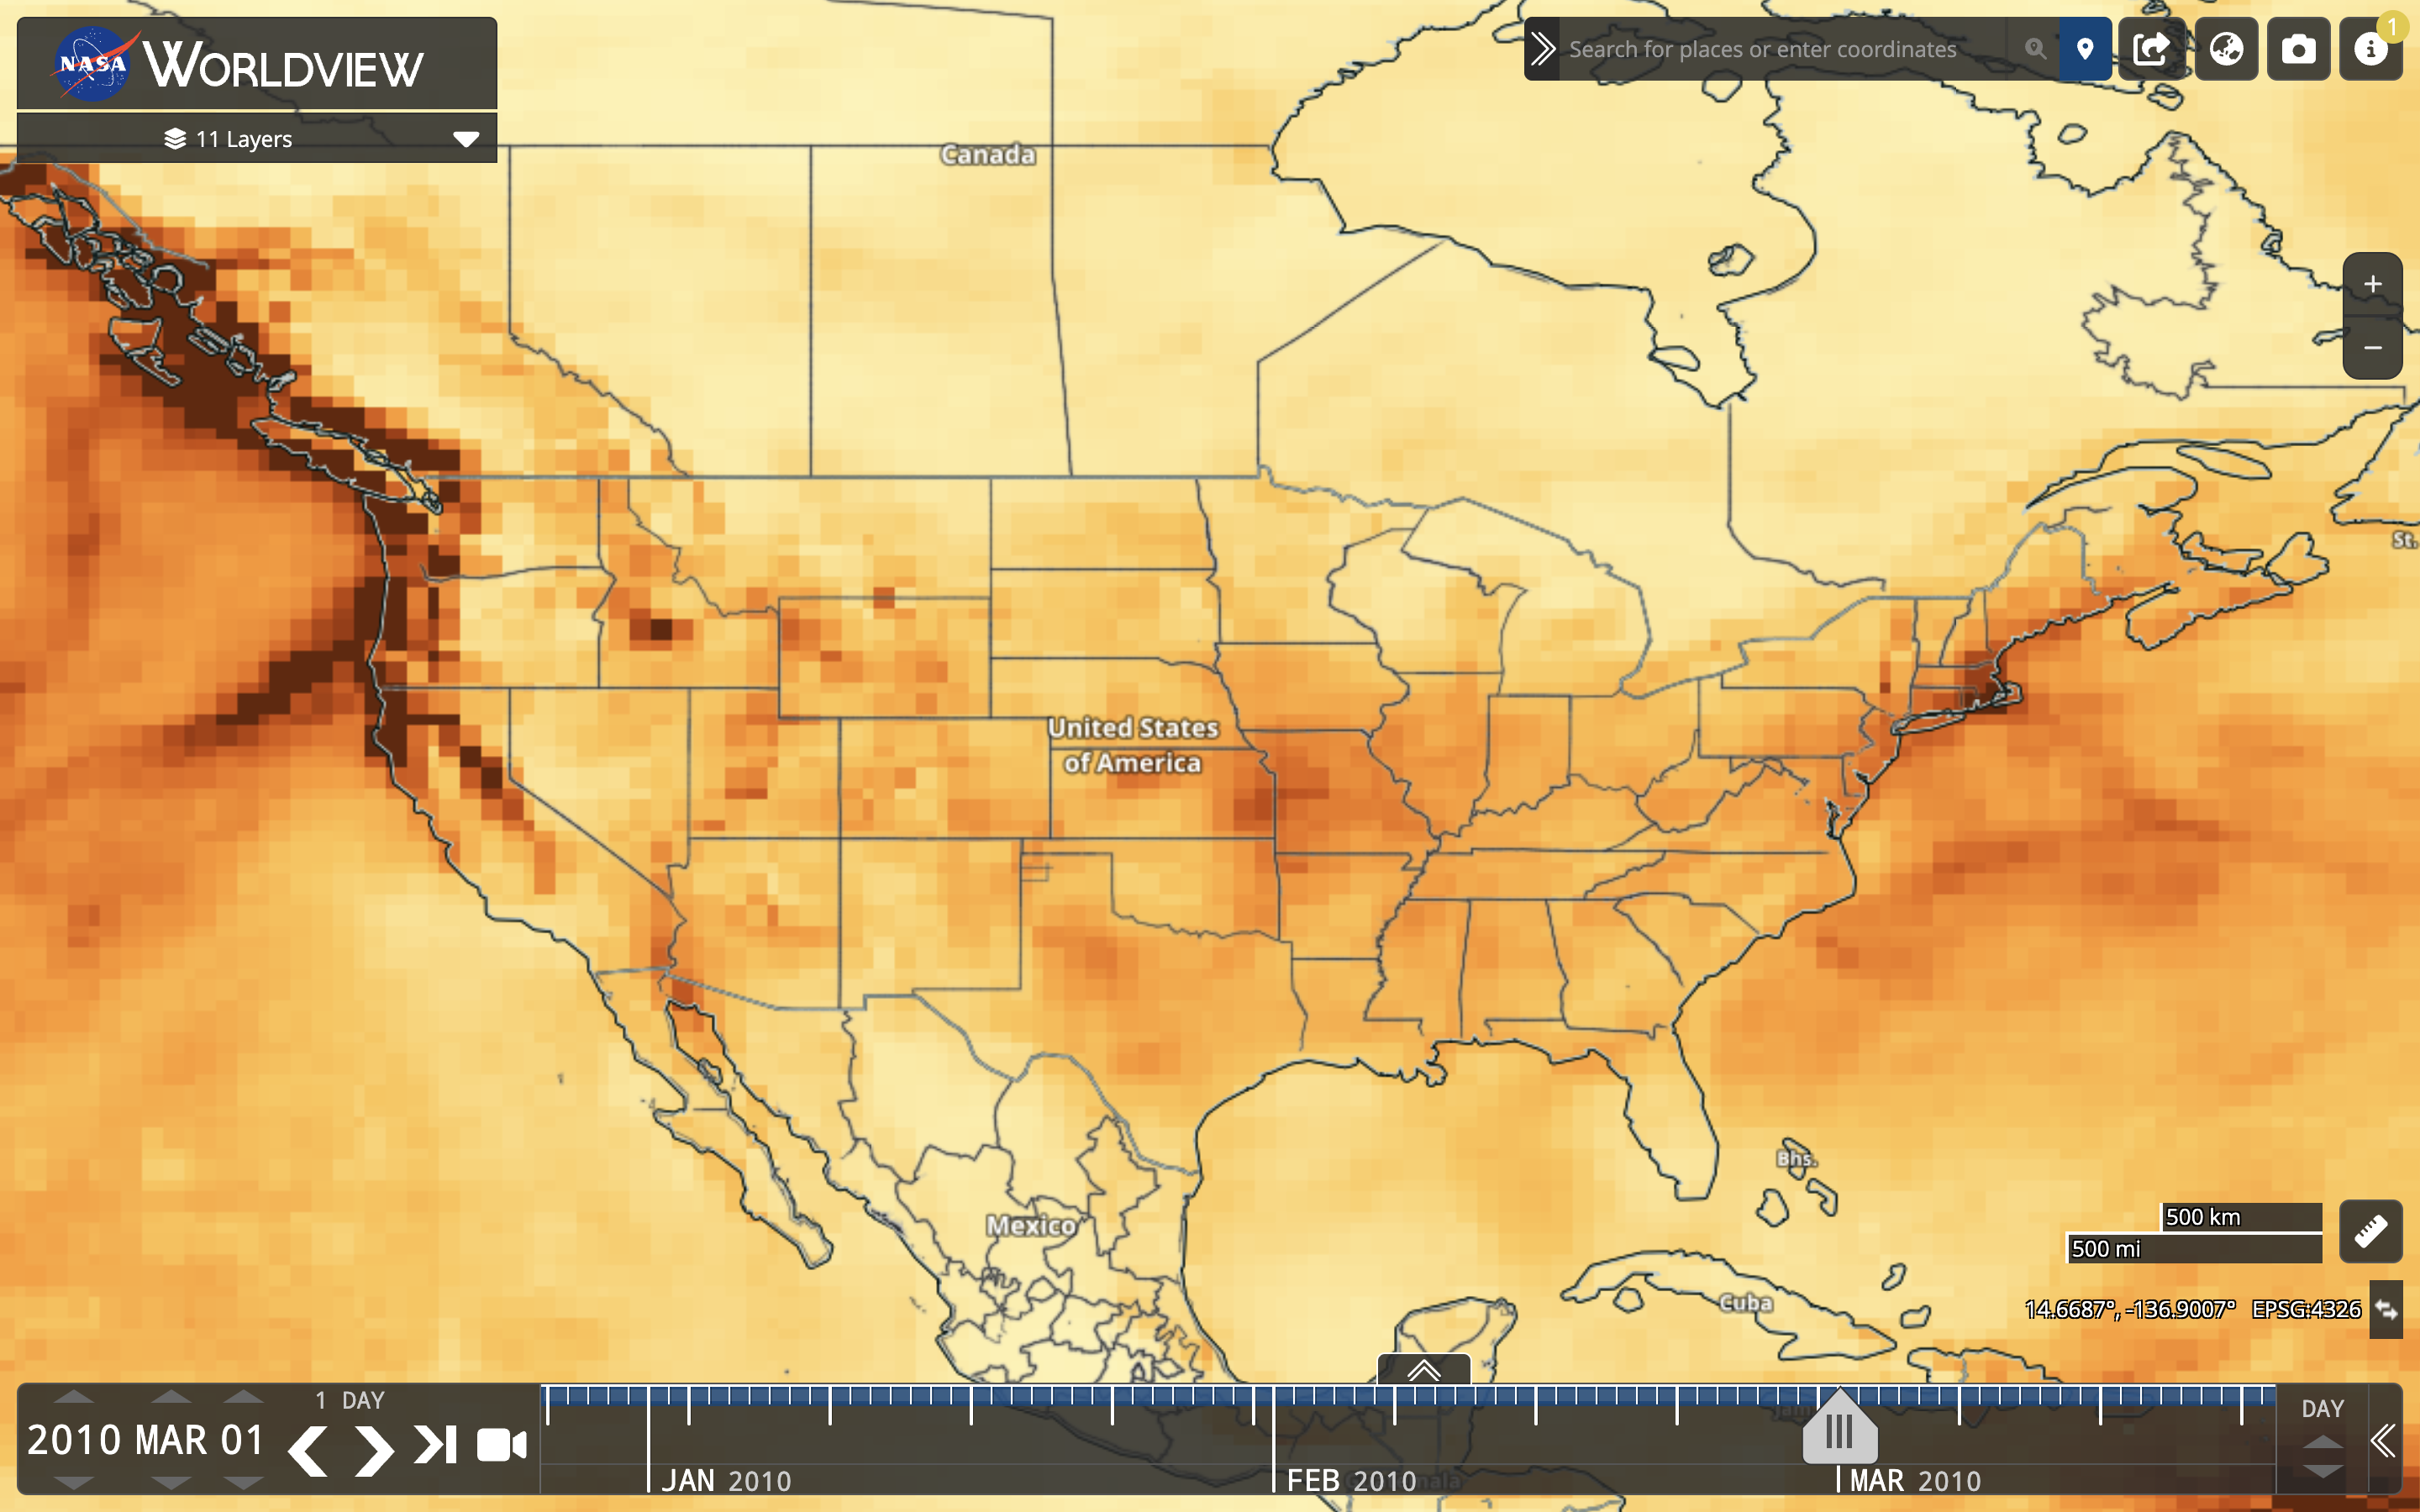 NASA WORLDVIEW
11 Layers
Search for places or enter coordinates
1
Canada
+
−
St.
United States
of America
Bhs.
Mexico
500 km
500 mi
Cuba
14.6687°, -136.9007° EPSG:4326
1 DAY
2010 MAR 01
JAN 2010
FEB 2010
MAR 2010
DAY